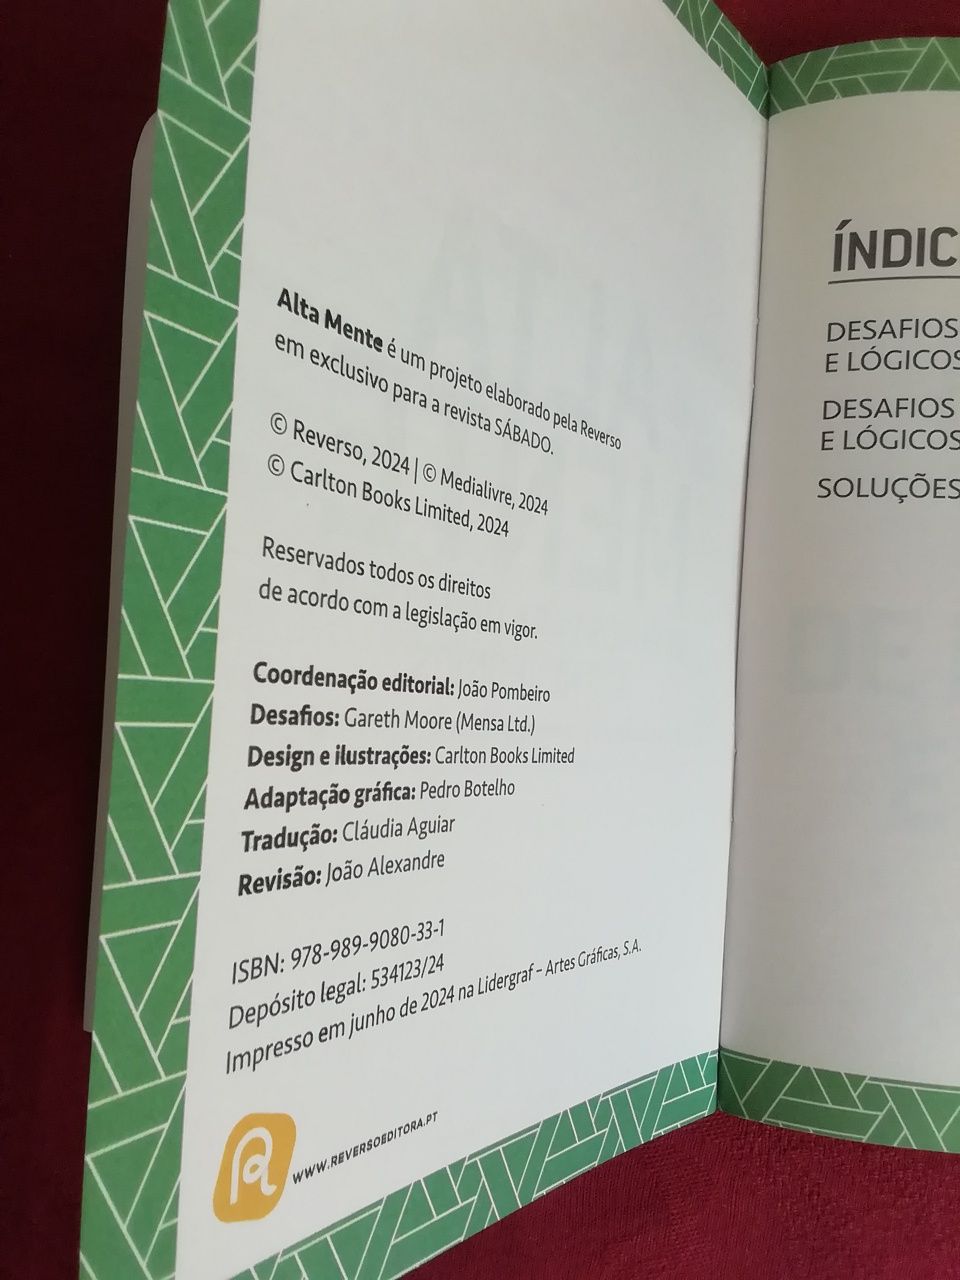 Alta Mente é um projeto elaborado pela Reverso
em exclusivo para a revista SÁBADO.
© Reverso, 2024 | © Medialivre, 2024
© Carlton Books Limited, 2024
Reservados todos os direitos
de acordo com a legislação em vigor.
Coordenação editorial: João Pombeiro
Desafios: Gareth Moore (Mensa Ltd.)
Design e ilustrações: Carlton Books Limited
Adaptação gráfica: Pedro Botelho
Tradução: Cláudia Aguiar
Revisão: João Alexandre
ISBN: 978-989-9080-33-1
Depósito legal: 534123/24
Impresso em junho de 2024 na Lidergraf – Artes Gráficas, S.A.
WWW.REVERSOEDITORA.PT
ÍNDIC
DESAFIOS
E LÓGICOS
DESAFIOS
E LÓGICOS
SOLUÇÕES